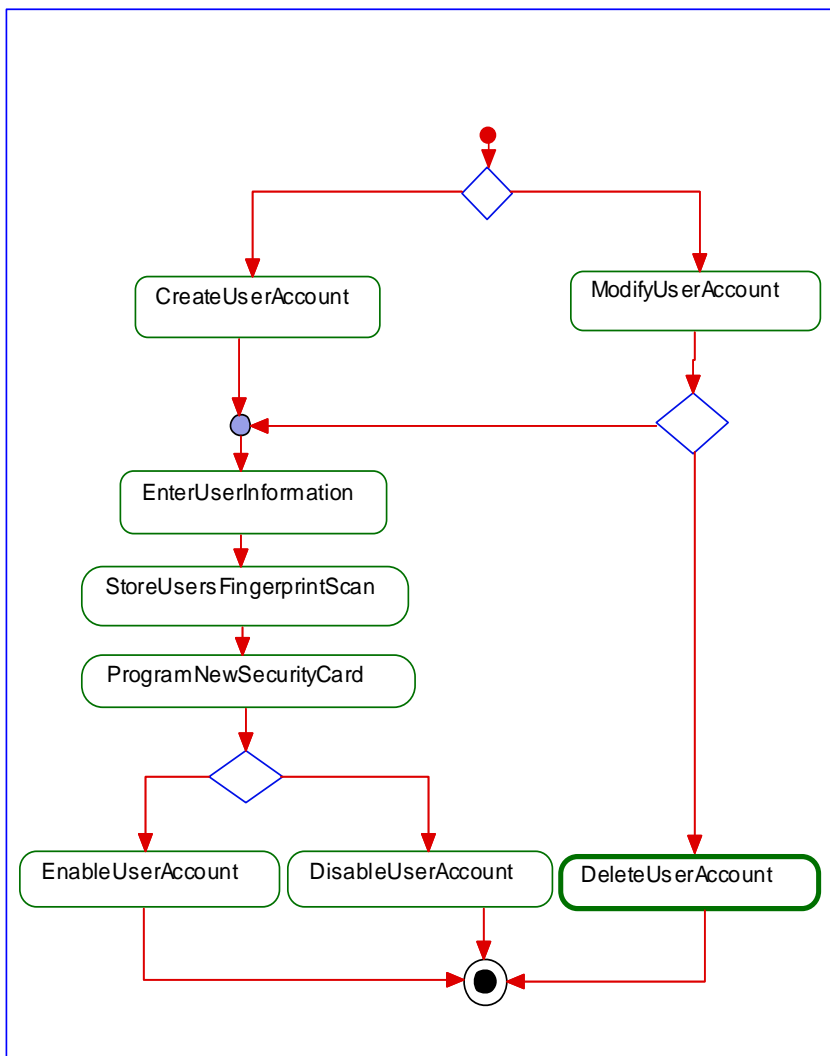 CreateUserAccount
ModifyUserAccount
EnterUserInformation
StoreUsersFingerprintScan
ProgramNewSecurityCard
EnableUserAccount
DisableUserAccount
DeleteUserAccount